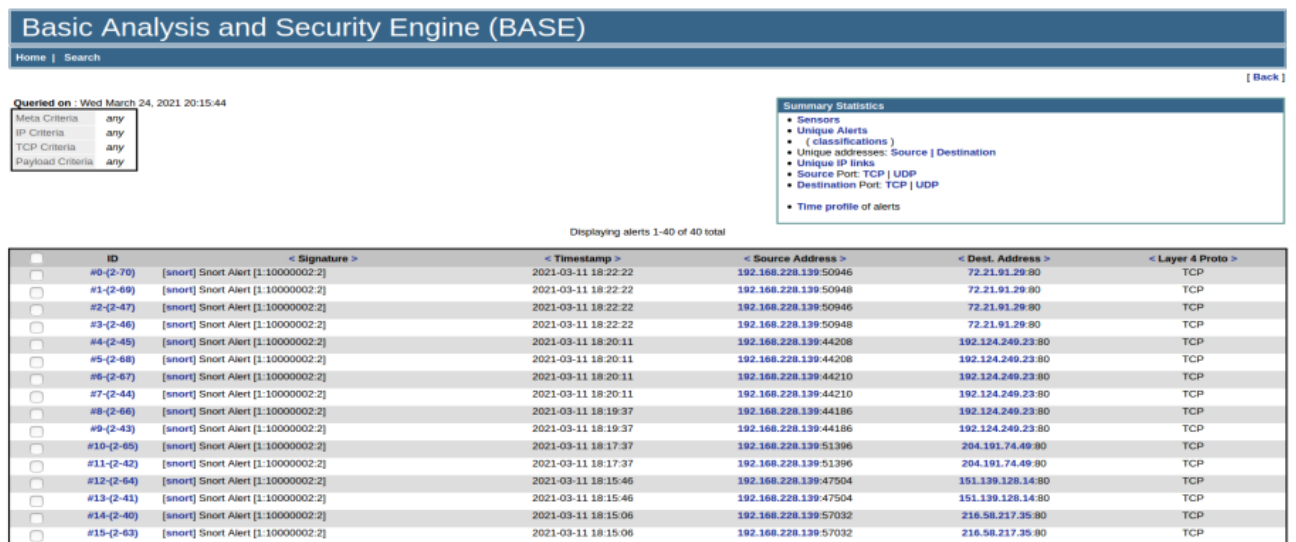 Basic Analysis and Security Engine (BASE)
Home | Search
[ Back ]
Queried on : Wed March 24, 2021 20:15:44
Meta Criteria any
IP Criteria any
TCP Criteria any
Payload Criteria any
Summary Statistics
• Sensors
• Unique Alerts
• ( classifications )
• Unique addresses: Source | Destination
• Unique IP links
• Source Port: TCP | UDP
• Destination Port: TCP | UDP
• Time profile of alerts
Displaying alerts 1-40 of 40 total
ID < Signature > < Timestamp > < Source Address > < Dest. Address > < Layer 4 Proto >
#0-(2-70) [snort] Snort Alert [1:10000002:2] 2021-03-11 18:22:22 192.168.228.139:50946 72.21.91.29:80 TCP
#1-(2-69) [snort] Snort Alert [1:10000002:2] 2021-03-11 18:22:22 192.168.228.139:50948 72.21.91.29:80 TCP
#2-(2-47) [snort] Snort Alert [1:10000002:2] 2021-03-11 18:22:22 192.168.228.139:50946 72.21.91.29:80 TCP
#3-(2-46) [snort] Snort Alert [1:10000002:2] 2021-03-11 18:22:22 192.168.228.139:50948 72.21.91.29:80 TCP
#4-(2-45) [snort] Snort Alert [1:10000002:2] 2021-03-11 18:20:11 192.168.228.139:44208 192.124.249.23:80 TCP
#5-(2-68) [snort] Snort Alert [1:10000002:2] 2021-03-11 18:20:11 192.168.228.139:44208 192.124.249.23:80 TCP
#6-(2-67) [snort] Snort Alert [1:10000002:2] 2021-03-11 18:20:11 192.168.228.139:44210 192.124.249.23:80 TCP
#7-(2-44) [snort] Snort Alert [1:10000002:2] 2021-03-11 18:20:11 192.168.228.139:44210 192.124.249.23:80 TCP
#8-(2-66) [snort] Snort Alert [1:10000002:2] 2021-03-11 18:19:37 192.168.228.139:44186 192.124.249.23:80 TCP
#9-(2-43) [snort] Snort Alert [1:10000002:2] 2021-03-11 18:19:37 192.168.228.139:44186 192.124.249.23:80 TCP
#10-(2-65) [snort] Snort Alert [1:10000002:2] 2021-03-11 18:17:37 192.168.228.139:51396 204.191.74.49:80 TCP
#11-(2-42) [snort] Snort Alert [1:10000002:2] 2021-03-11 18:17:37 192.168.228.139:51396 204.191.74.49:80 TCP
#12-(2-64) [snort] Snort Alert [1:10000002:2] 2021-03-11 18:15:46 192.168.228.139:47504 151.139.128.14:80 TCP
#13-(2-41) [snort] Snort Alert [1:10000002:2] 2021-03-11 18:15:46 192.168.228.139:47504 151.139.128.14:80 TCP
#14-(2-40) [snort] Snort Alert [1:10000002:2] 2021-03-11 18:15:06 192.168.228.139:57032 216.58.217.35:80 TCP
#15-(2-63) [snort] Snort Alert [1:10000002:2] 2021-03-11 18:15:06 192.168.228.139:57032 216.58.217.35:80 TCP